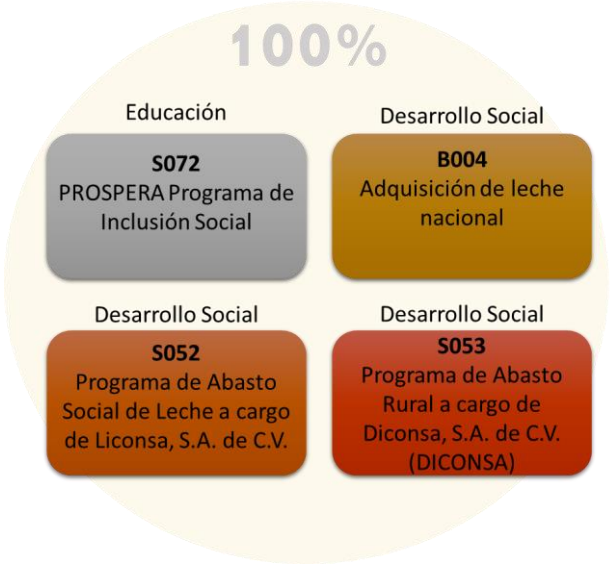 100%
Educación
S072
PROSPERA Programa de
Inclusión Social
Desarrollo Social
B004
Adquisición de leche
nacional
Desarrollo Social
S052
Programa de Abasto
Social de Leche a cargo
de Liconsa, S.A. de C.V.
Desarrollo Social
S053
Programa de Abasto
Rural a cargo de
Diconsa, S.A. de C.V.
(DICONSA)